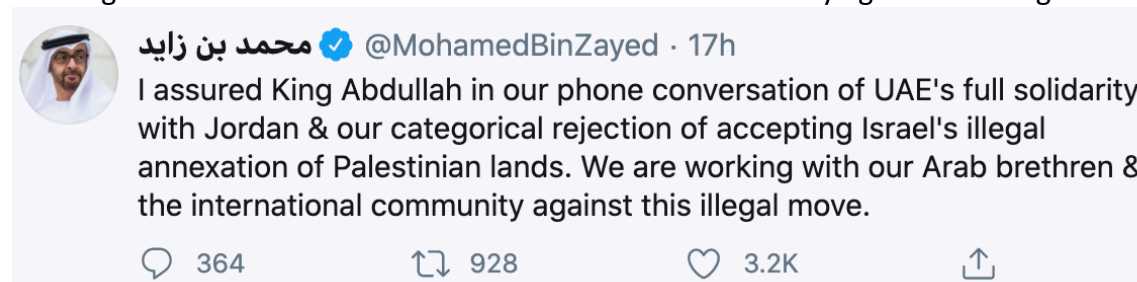 محمد بن زايد @MohamedBinZayed · 17h
I assured King Abdullah in our phone conversation of UAE's full solidarity
with Jordan & our categorical rejection of accepting Israel's illegal
annexation of Palestinian lands. We are working with our Arab brethren &
the international community against this illegal move.
364 928 3.2K